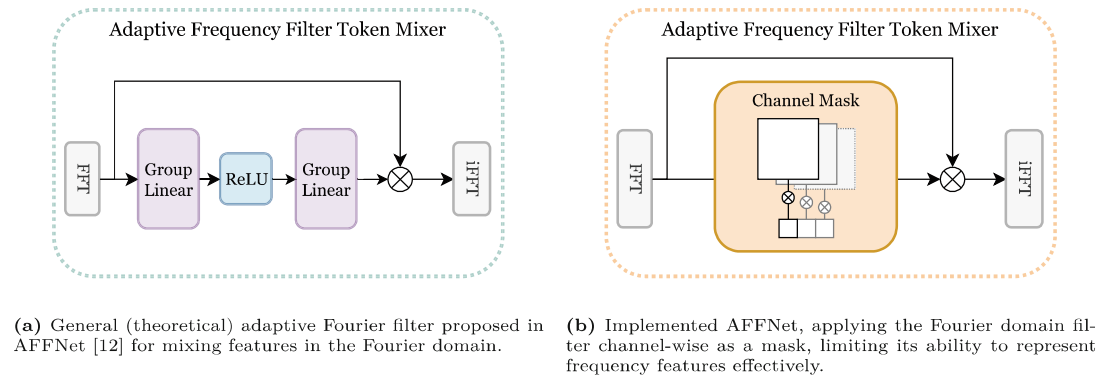 Adaptive Frequency Filter Token Mixer
FFT
Group
Linear
ReLU
Group
Linear
iFFT
(a) General (theoretical) adaptive Fourier filter proposed in
AFFNet [12] for mixing features in the Fourier domain.
Adaptive Frequency Filter Token Mixer
Channel Mask
FFT
iFFT
(b) Implemented AFFNet, applying the Fourier domain fil-
ter channel-wise as a mask, limiting its ability to represent
frequency features effectively.